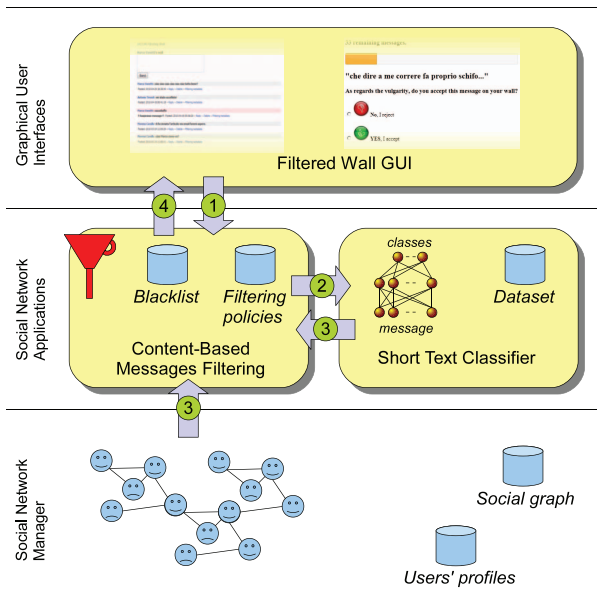 Graphical User
Interfaces
32 remaining messages.
"che dire a me correre fa proprio schifo..."
As regards the vulgarity, do you accept this message on your wall?
No, I reject
YES, I accept
Filtered Wall GUI
4
1
Social Network
Applications
Blacklist
Filtering
policies
Content-Based
Messages Filtering
2
3
classes
message
Dataset
Short Text Classifier
3
Social Network
Manager
Social graph
Users' profiles